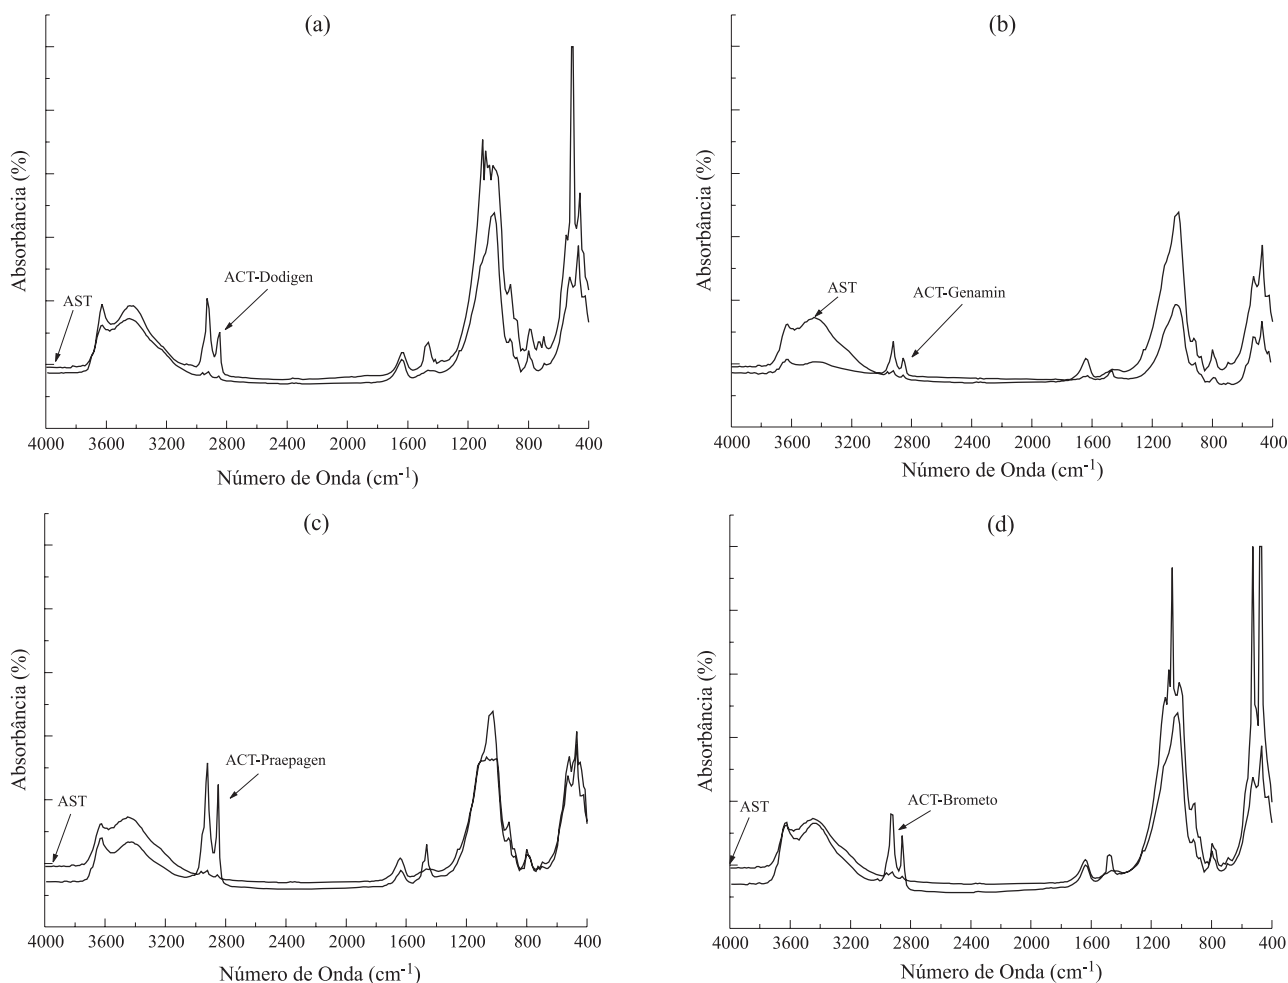 (a)
Absorbância (%)
AST
ACT-Dodigen
4000 3600 3200 2800 2400 2000 1600 1200 800 400
Número de Onda (cm-1)
(b)
Absorbância (%)
AST
ACT-Genamin
4000 3600 3200 2800 2400 2000 1600 1200 800 400
Número de Onda (cm-1)
(c)
Absorbância (%)
AST
ACT-Praepagen
4000 3600 3200 2800 2400 2000 1600 1200 800 400
Número de Onda (cm-1)
(d)
Absorbância (%)
AST
ACT-Brometo
4000 3600 3200 2800 2400 2000 1600 1200 800 400
Número de Onda (cm-1)